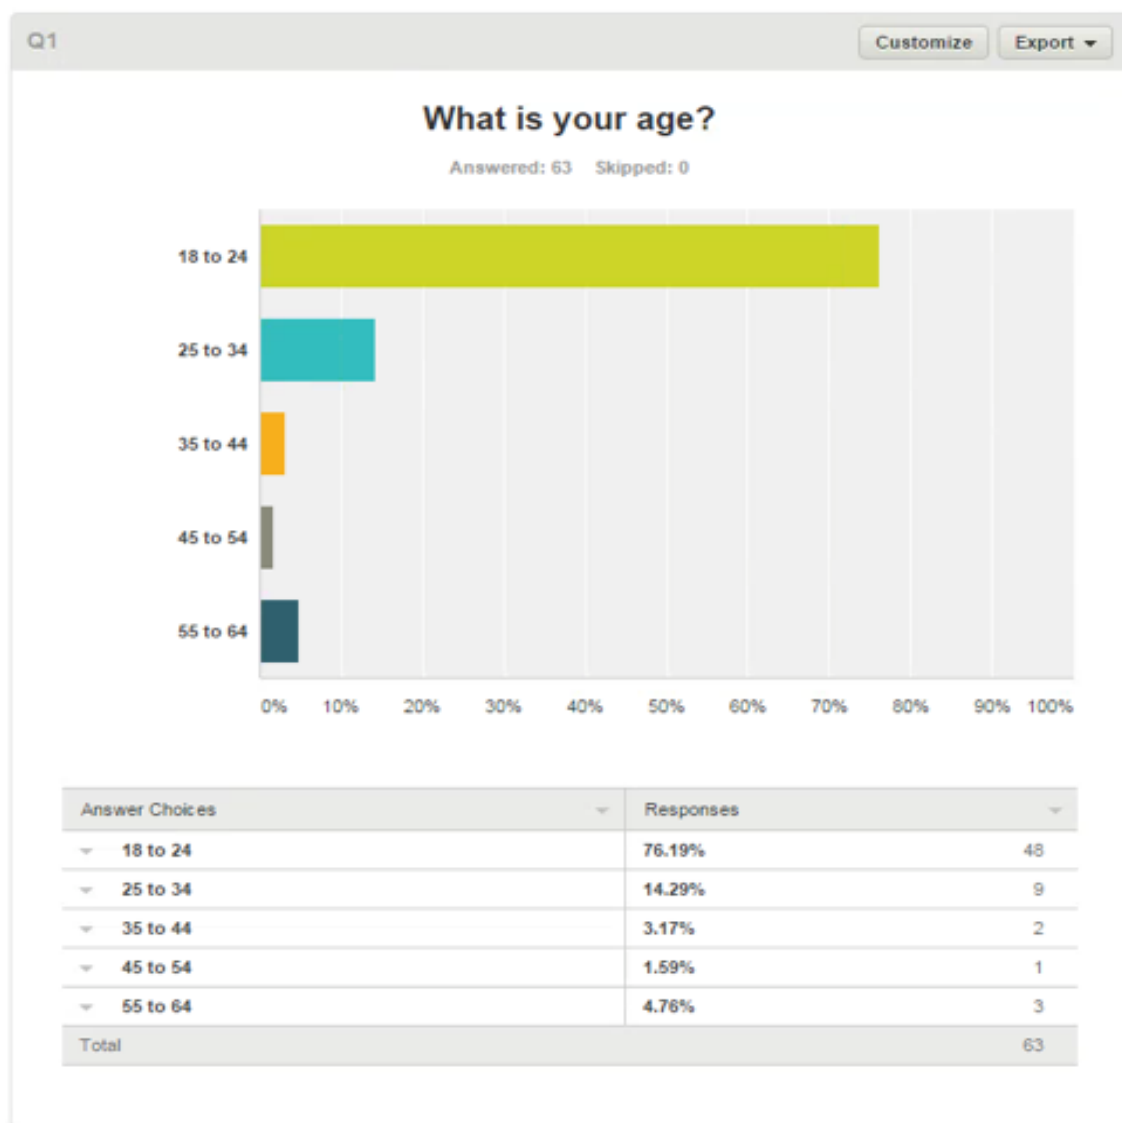 Q1 Customize Export
What is your age?
Answered: 63 Skipped: 0
18 to 24
25 to 34
35 to 44
45 to 54
55 to 64
0% 10% 20% 30% 40% 50% 60% 70% 80% 90% 100%
Answer Choices Responses
18 to 24 76.19% 48
25 to 34 14.29% 9
35 to 44 3.17% 2
45 to 54 1.59% 1
55 to 64 4.76% 3
Total 63